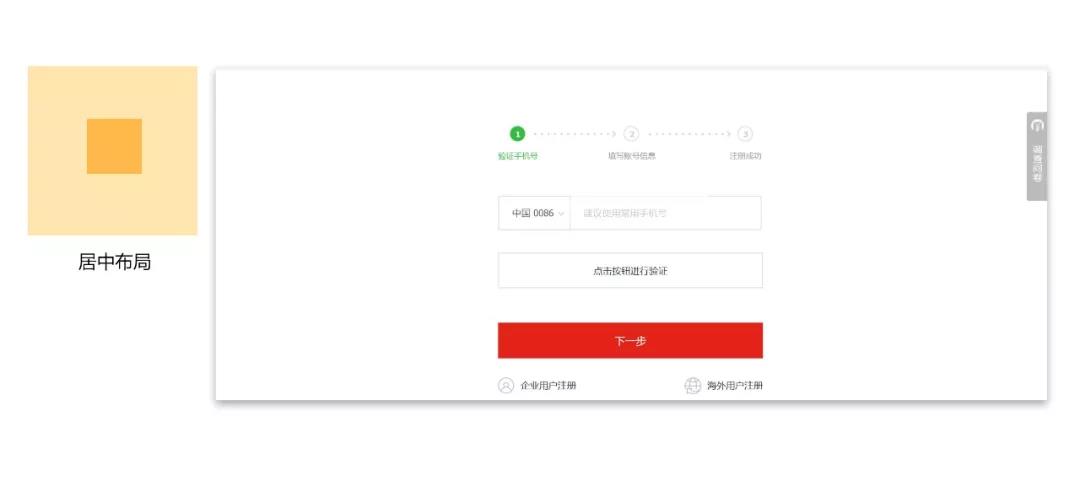 居中布局
1
2
3
验证手机号
填写账号信息
注册成功
中国 0086
建议使用常用手机号
点击按钮进行验证
下一步
企业用户注册
海外用户注册
调查问卷